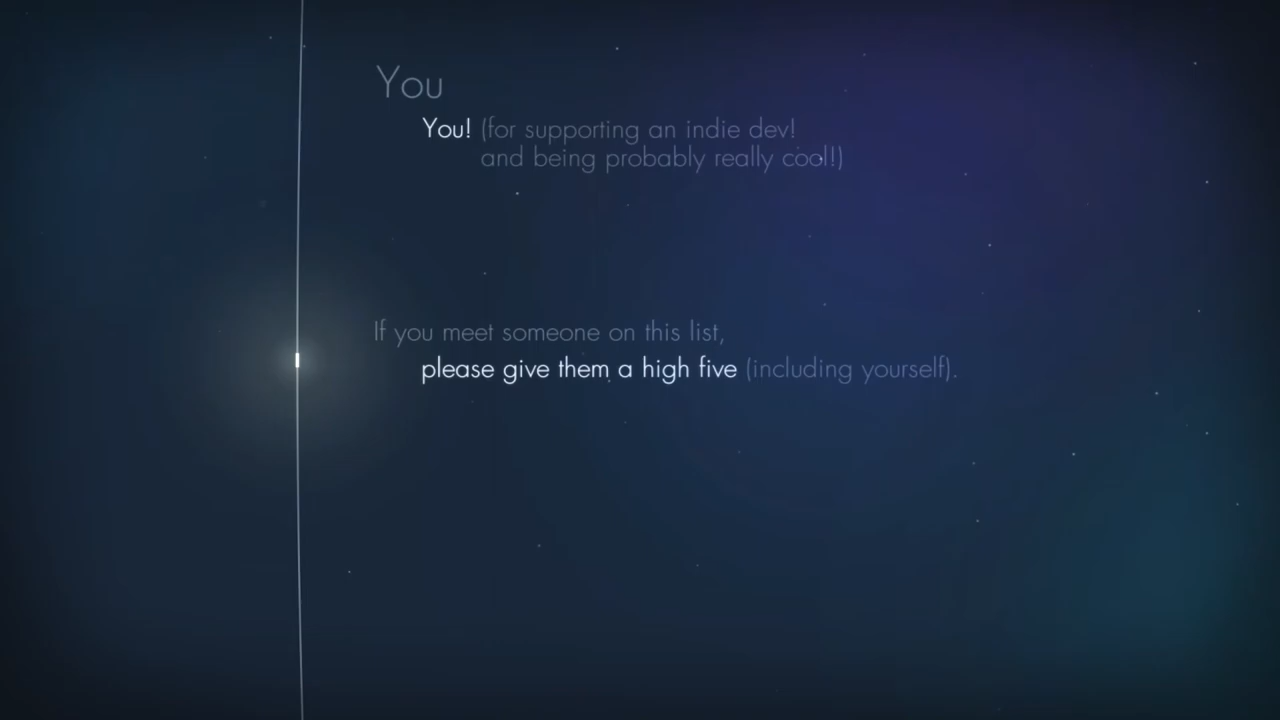 You
You! (for supporting an indie dev!
and being probably really cool!)
If you meet someone on this list,
please give them a high five (including yourself).